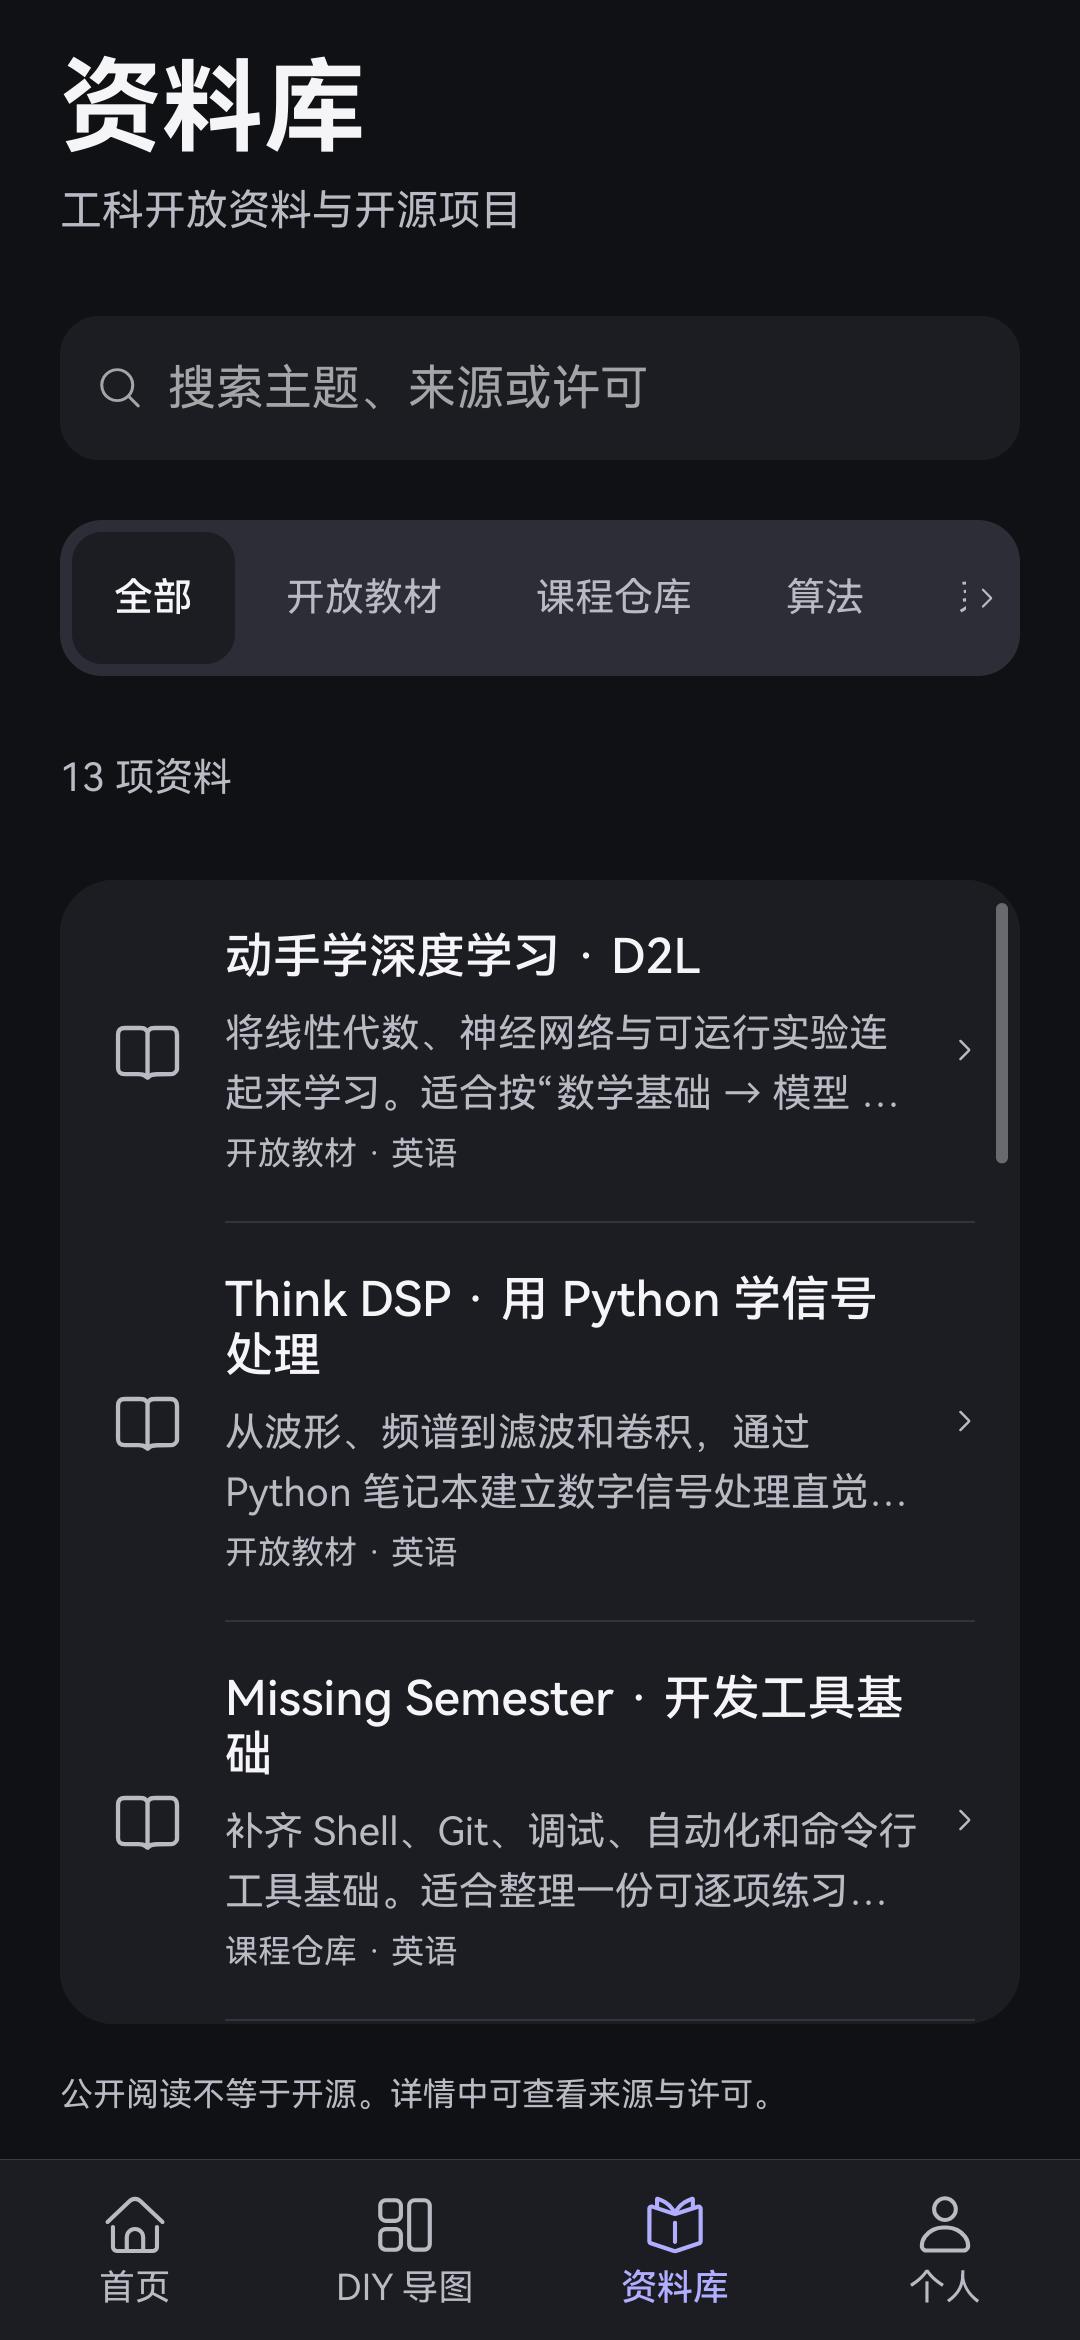 资料库
工科开放资料与开源项目
搜索主题、来源或许可
全部 开放教材 课程仓库 算法
13 项资料
动手学深度学习 · D2L
将线性代数、神经网络与可运行实验连
起来学习。适合按“数学基础 → 模型 …
开放教材 · 英语
Think DSP · 用 Python 学信号
处理
从波形、频谱到滤波和卷积，通过
Python 笔记本建立数字信号处理直觉…
开放教材 · 英语
Missing Semester · 开发工具基
础
补齐 Shell、Git、调试、自动化和命令行
工具基础。适合整理一份可逐项练习…
课程仓库 · 英语
公开阅读不等于开源。详情中可查看来源与许可。
首页 DIY 导图 资料库 个人